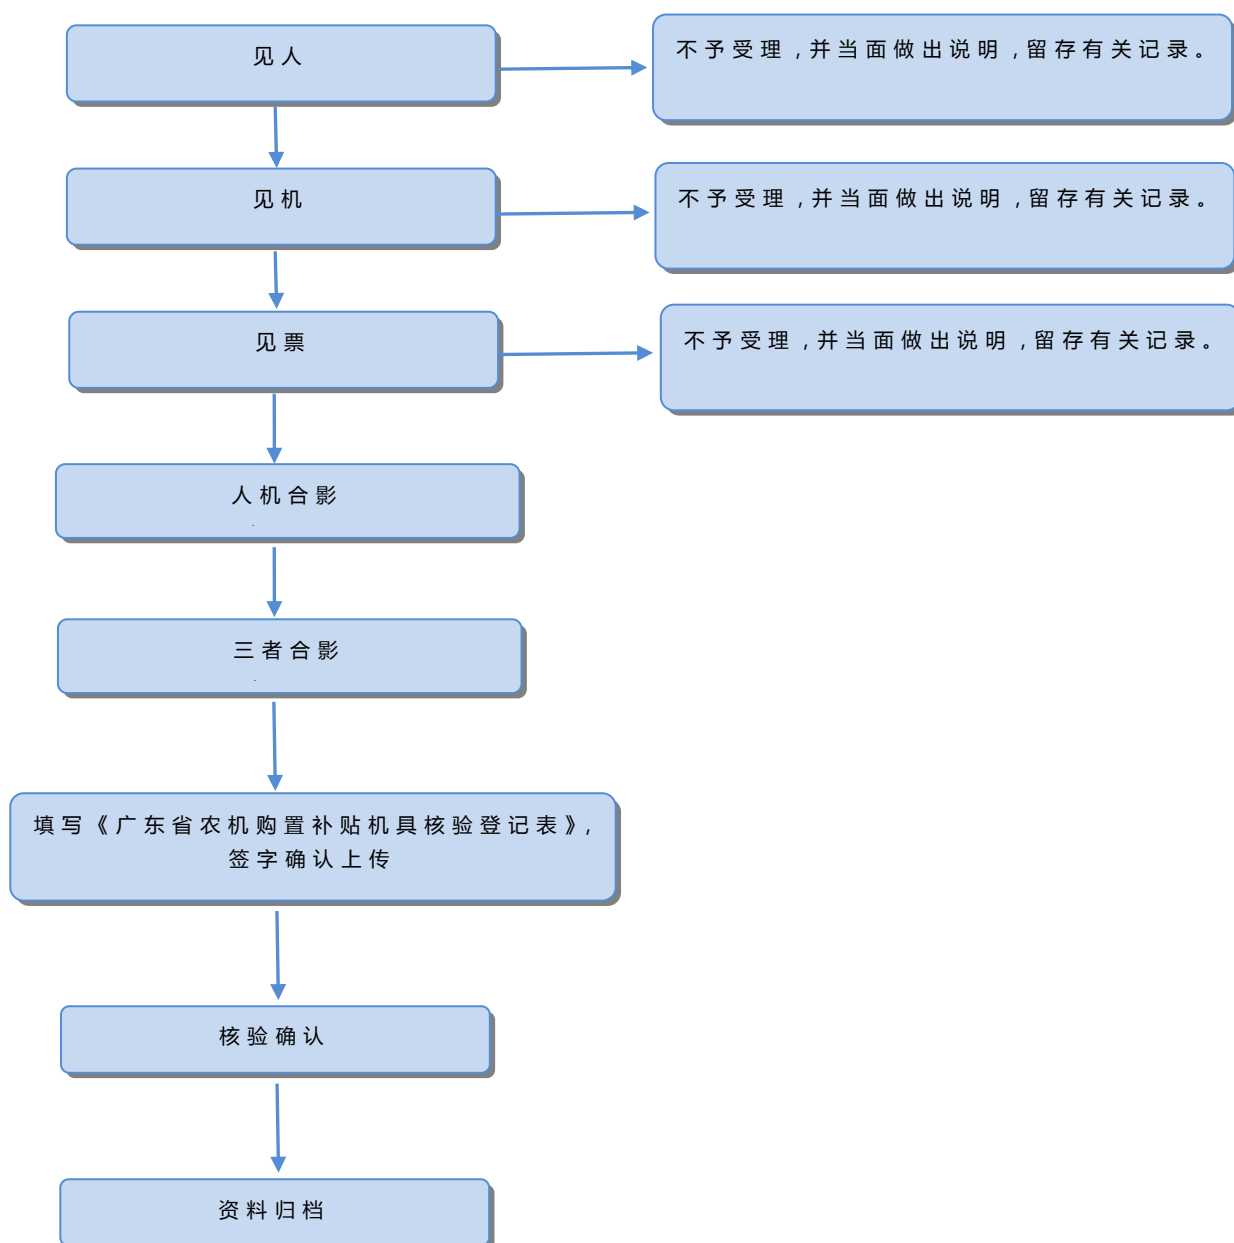 见人
不予受理,并当面做出说明,留存有关记录。
见机
不予受理,并当面做出说明,留存有关记录。
见票
不予受理,并当面做出说明,留存有关记录。
人机合影
三者合影
填写《广东省农机购置补贴机具核验登记表》,
签字确认上传
核验确认
资料归档